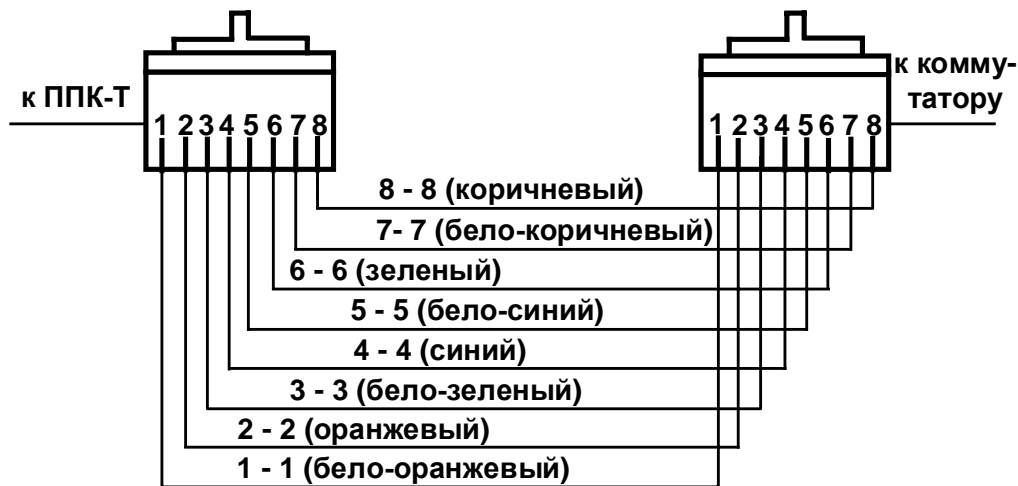 к ППК-Т
к комму-
татору
1 2 3 4 5 6 7 8
1 2 3 4 5 6 7 8
8 - 8 (коричневый)
7- 7 (бело-коричневый)
6 - 6 (зеленый)
5 - 5 (бело-синий)
4 - 4 (синий)
3 - 3 (бело-зеленый)
2 - 2 (оранжевый)
1 - 1 (бело-оранжевый)